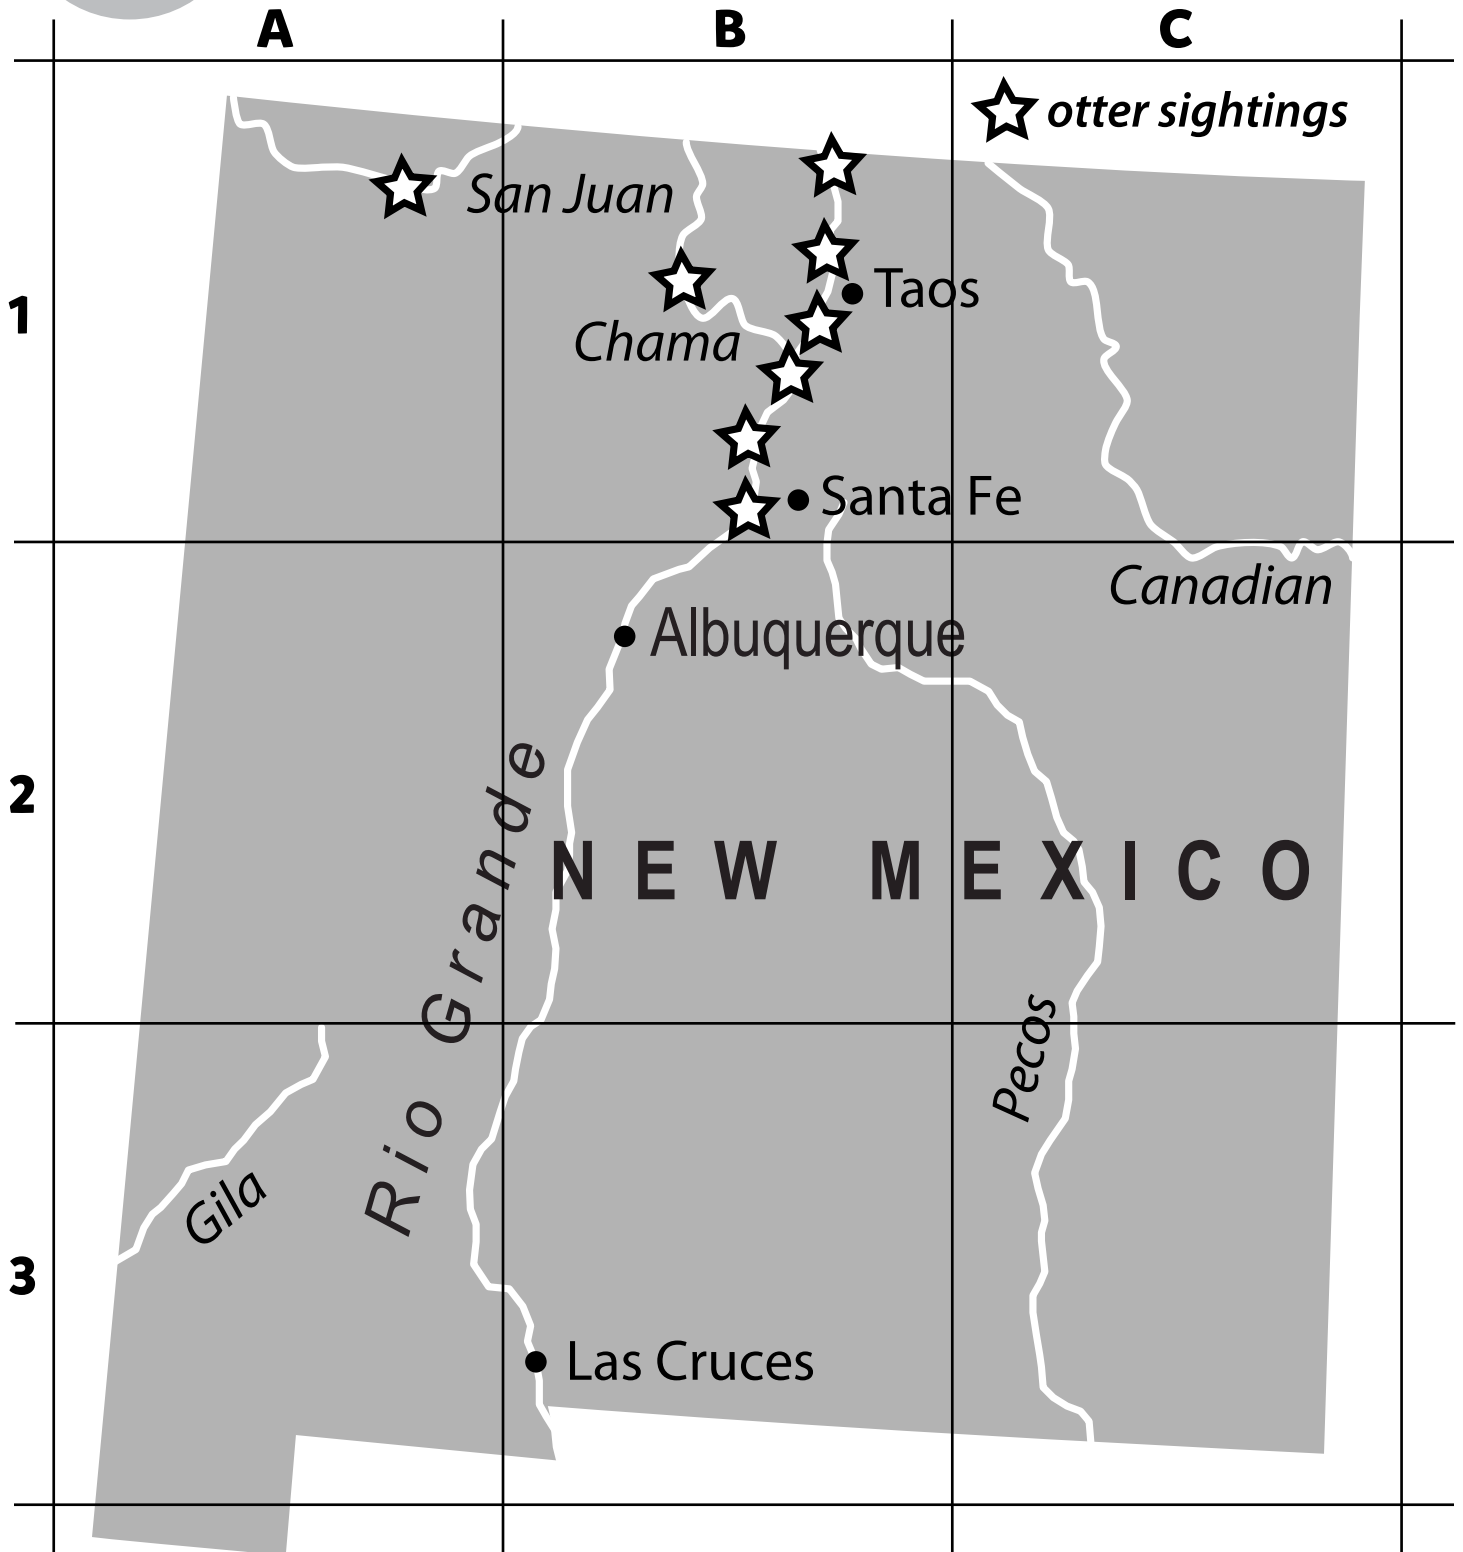 A
B
C
otter sightings
San Juan
Taos
1
Chama
Santa Fe
Canadian
Albuquerque
2
Rio Grande
NEW MEXICO
Pecos
Gila
3
Las Cruces